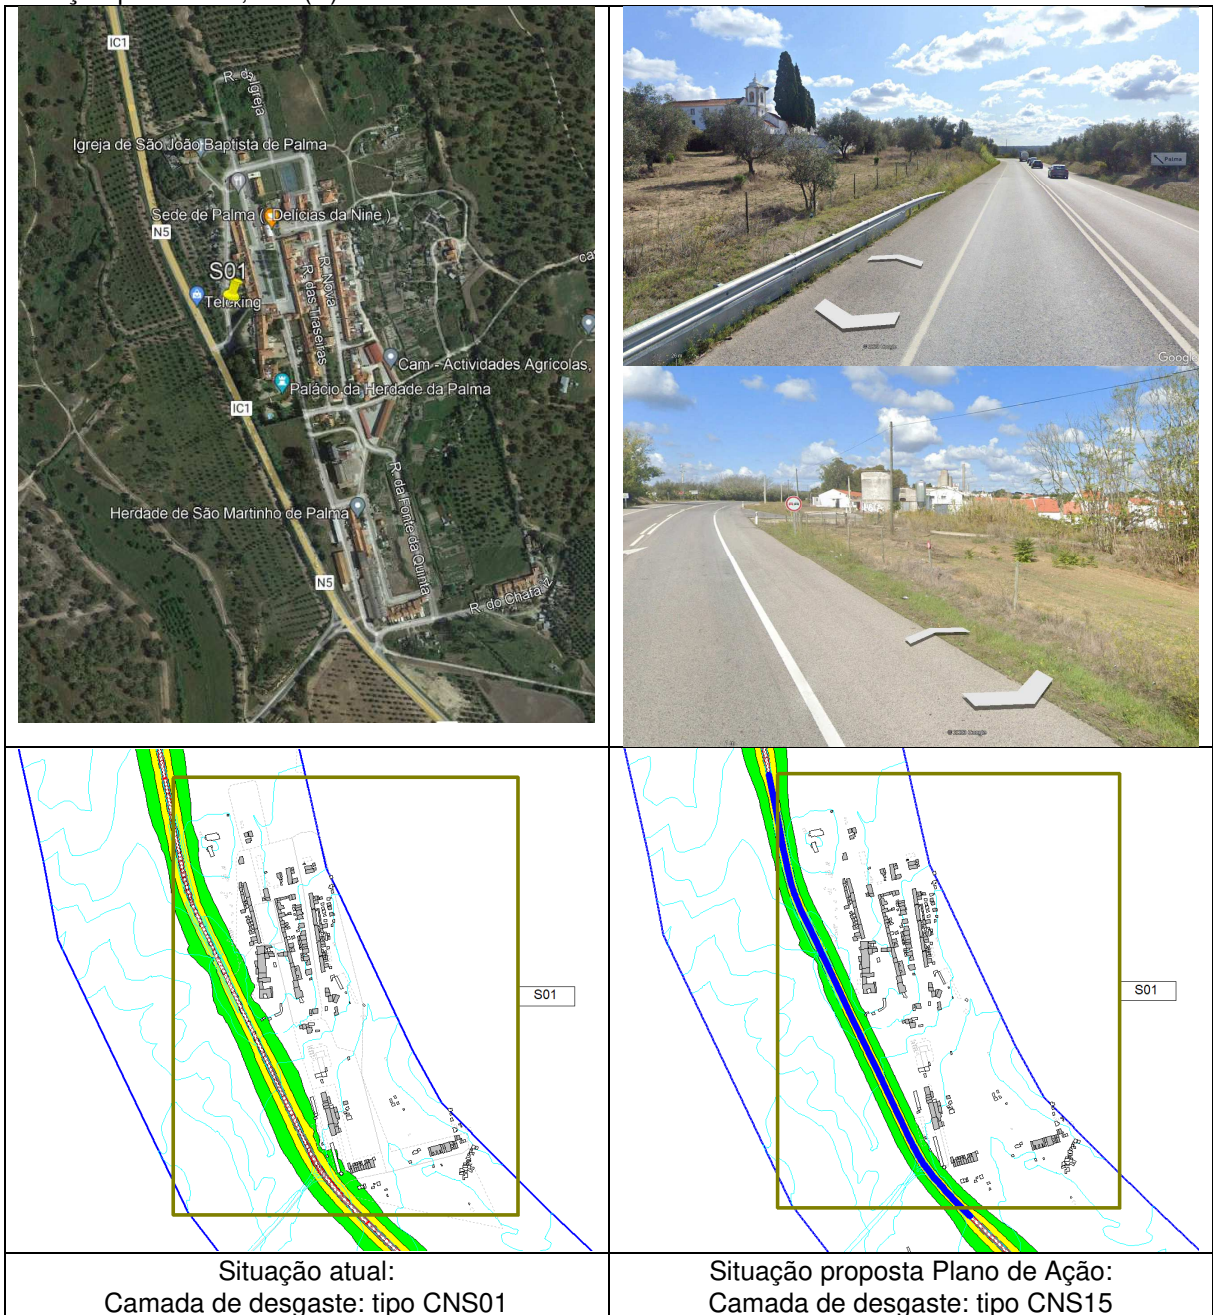 IC1
R. da Igreja
Igreja de São João Baptista de Palma
Sede de Palma ( Delícias da Nine )
N5
S01
Teleking
R. Nova
R. das Traseiras
Cam - Actividades Agrícolas,
Palácio da Herdade da Palma
IC1
R. da Fonte da Quinta
Herdade de São Martinho de Palma
N5
R. do Chafariz
Palma
Google
S01
S01
Situação atual:
Camada de desgaste: tipo CNS01
Situação proposta Plano de Ação:
Camada de desgaste: tipo CNS15